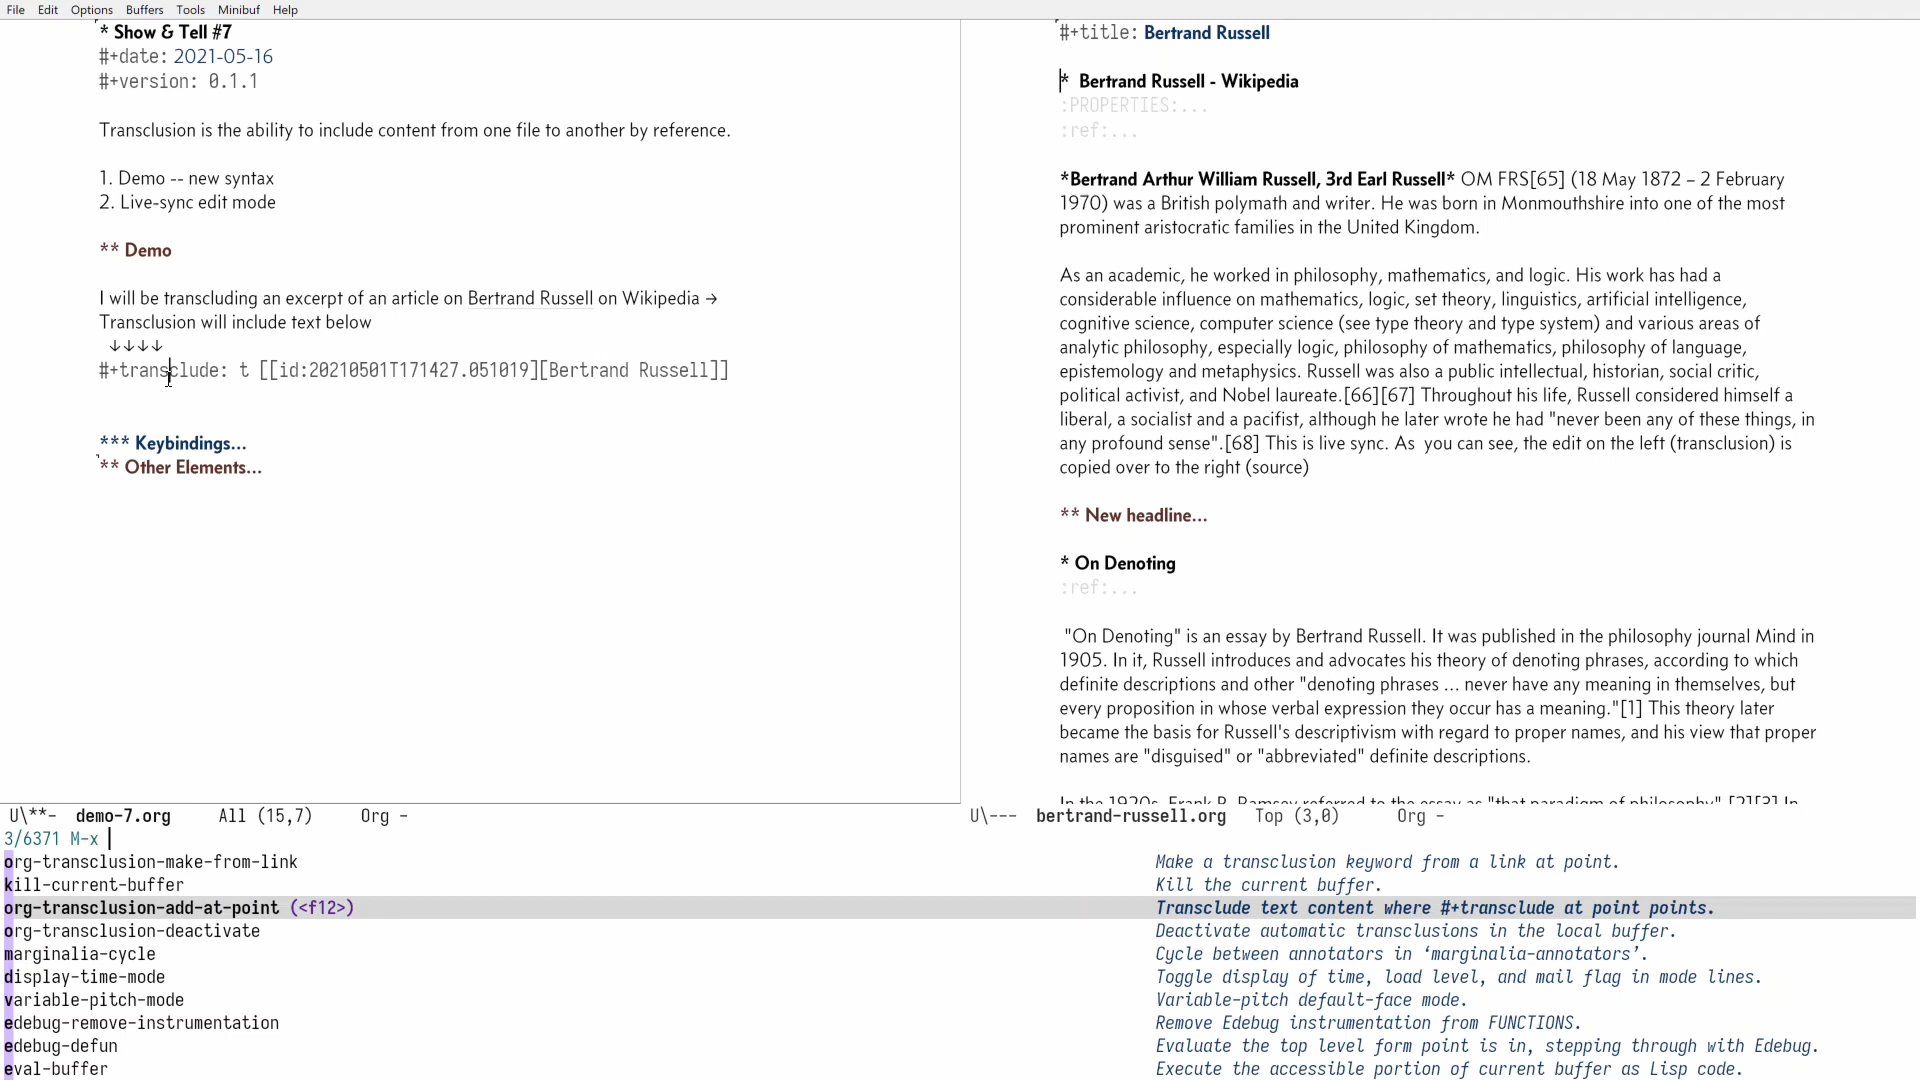 File Edit Options Buffers Tools Minibuf Help
* Show & Tell #7
#+date: 2021-05-16
#+version: 0.1.1
Transclusion is the ability to include content from one file to another by reference.
1. Demo -- new syntax
2. Live-sync edit mode
** Demo
I will be transcluding an excerpt of an article on Bertrand Russell on Wikipedia →
Transclusion will include text below
↓↓↓↓
#+transclude: t [[id:20210501T171427.051019][Bertrand Russell]]
*** Keybindings...
** Other Elements...
U\**- demo-7.org All (15,7) Org -
#+title: Bertrand Russell
* Bertrand Russell - Wikipedia
:PROPERTIES:...
:ref:...
*Bertrand Arthur William Russell, 3rd Earl Russell* OM FRS[65] (18 May 1872 – 2 February
1970) was a British polymath and writer. He was born in Monmouthshire into one of the most
prominent aristocratic families in the United Kingdom.
As an academic, he worked in philosophy, mathematics, and logic. His work has had a
considerable influence on mathematics, logic, set theory, linguistics, artificial intelligence,
cognitive science, computer science (see type theory and type system) and various areas of
analytic philosophy, especially logic, philosophy of mathematics, philosophy of language,
epistemology and metaphysics. Russell was also a public intellectual, historian, social critic,
political activist, and Nobel laureate.[66][67] Throughout his life, Russell considered himself a
liberal, a socialist and a pacifist, although he later wrote he had "never been any of these things, in
any profound sense".[68] This is live sync. As  you can see, the edit on the left (transclusion) is
copied over to the right (source)
** New headline...
* On Denoting
:ref:...
"On Denoting" is an essay by Bertrand Russell. It was published in the philosophy journal Mind in
1905. In it, Russell introduces and advocates his theory of denoting phrases, according to which
definite descriptions and other "denoting phrases ... never have any meaning in themselves, but
every proposition in whose verbal expression they occur has a meaning."[1] This theory later
became the basis for Russell's descriptivism with regard to proper names, and his view that proper
names are "disguised" or "abbreviated" definite descriptions.
In the 1920s, Frank P. Ramsey referred to the essay as "that paradigm of philosophy".[2][3] In
U\--- bertrand-russell.org Top (3,0) Org -
3/6371 M-x
org-transclusion-make-from-link Make a transclusion keyword from a link at point.
kill-current-buffer Kill the current buffer.
org-transclusion-add-at-point (<f12>) Transclude text content where #+transclude at point points.
org-transclusion-deactivate Deactivate automatic transclusions in the local buffer.
marginalia-cycle Cycle between annotators in ‘marginalia-annotators’.
display-time-mode Toggle display of time, load level, and mail flag in mode lines.
variable-pitch-mode Variable-pitch default-face mode.
edebug-remove-instrumentation Remove Edebug instrumentation from FUNCTIONS.
edebug-defun Evaluate the top level form point is in, stepping through with Edebug.
eval-buffer Execute the accessible portion of current buffer as Lisp code.